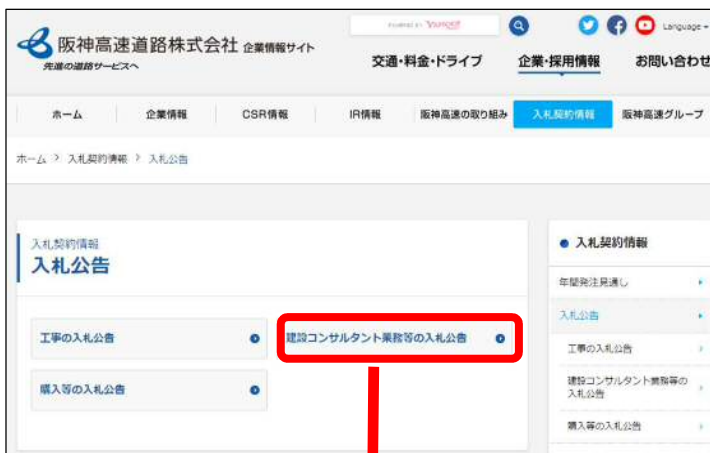 YAHOO!
Language
阪神高速道路株式会社 企業情報サイト
先進の道路サービスへ
交通・料金・ドライブ
企業・採用情報
お問い合わせ
ホーム
企業情報
CSR情報
IR情報
阪神高速の取り組み
入札契約情報
阪神高速グループ
ホーム > 入札契約情報 > 入札公告
入札契約情報
入札公告
工事の入札公告
建設コンサルタント業務等の入札公告
購入等の入札公告
入札契約情報
年間発注見通し
入札公告
工事の入札公告
建設コンサルタント業務等の
入札公告
購入等の入札公告